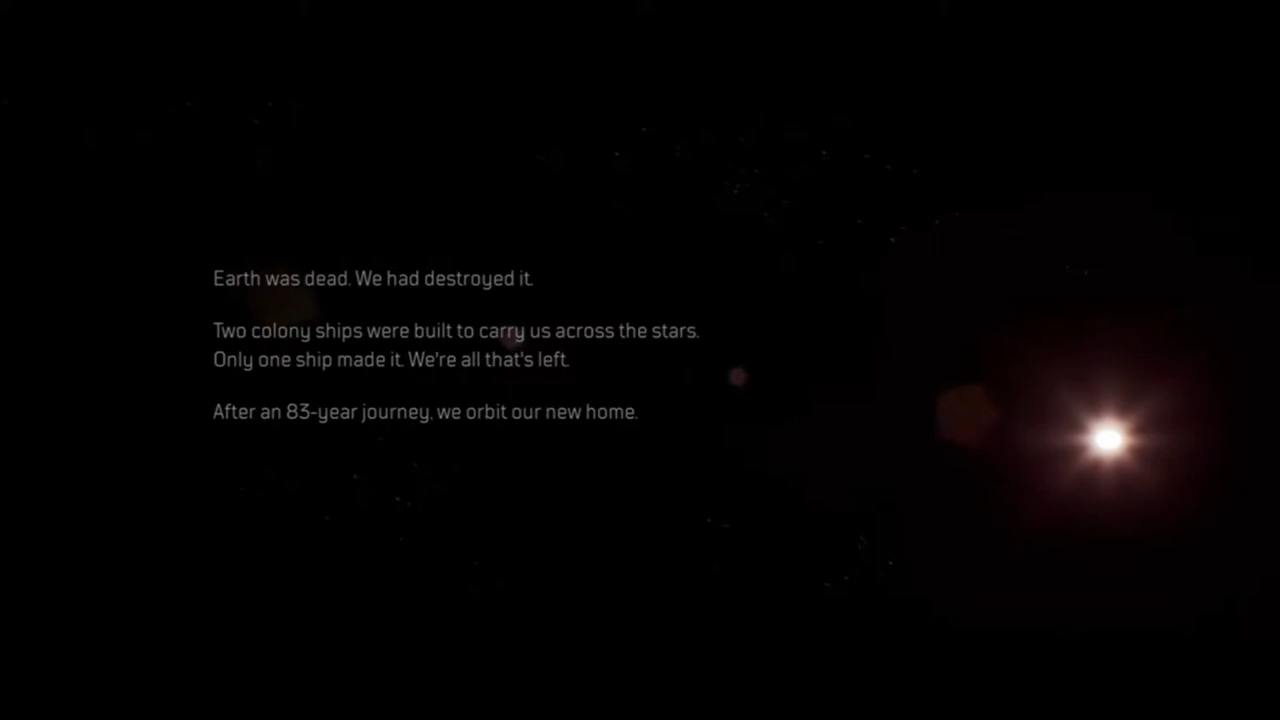 Earth was dead. We had destroyed it.
Two colony ships were built to carry us across the stars.
Only one ship made it. We're all that's left.
After an 83-year journey, we orbit our new home.